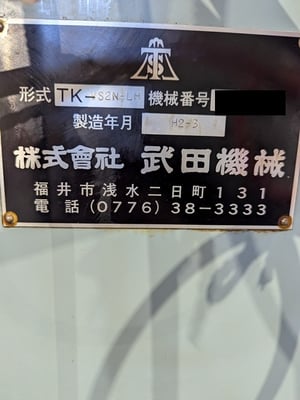 形式 TK-US2N-LH 機械番号
製造年月 H2-3
株式會社 武田機械
福井市浅水二日町131
電話(0776)38-3333